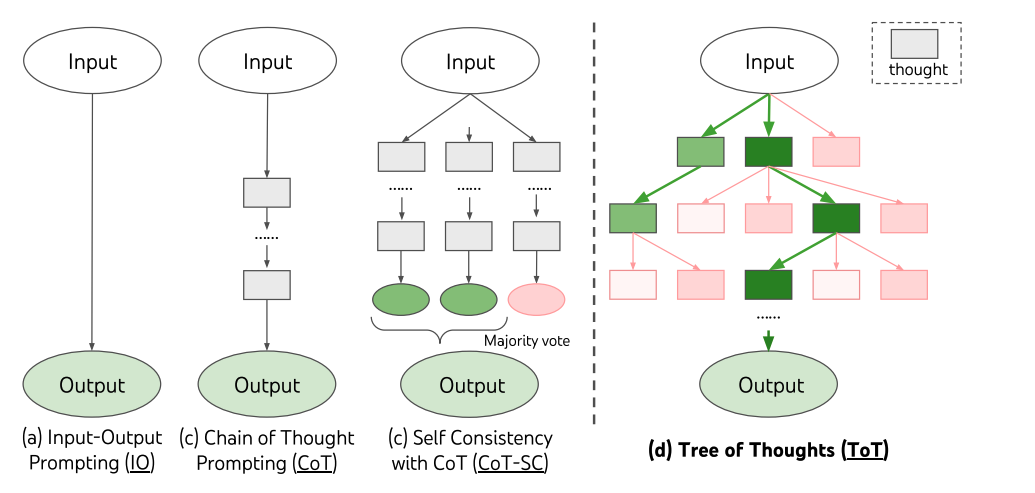 Input
Input
Input
Input
thought
......
......
......
......
......
Majority vote
Output
Output
Output
Output
(a) Input-Output
Prompting (IO)
(c) Chain of Thought
Prompting (CoT)
(c) Self Consistency
with CoT (CoT-SC)
(d) Tree of Thoughts (ToT)